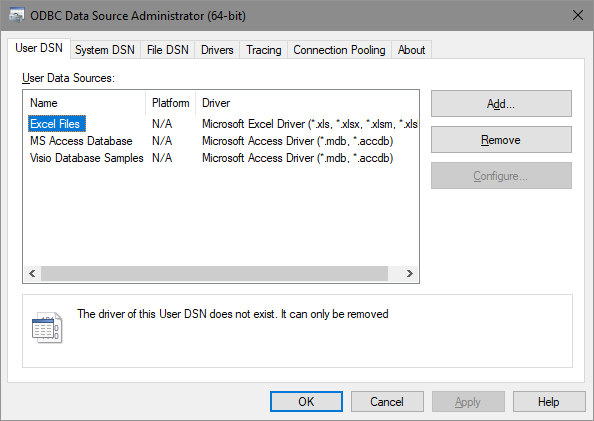 ODBC Data Source Administrator (64-bit)
User DSN System DSN File DSN Drivers Tracing Connection Pooling About
User Data Sources:
Name Platform Driver
Excel Files N/A Microsoft Excel Driver (*.xls, *.xlsx, *.xlsm, *.xls
MS Access Database N/A Microsoft Access Driver (*.mdb, *.accdb)
Visio Database Samples N/A Microsoft Access Driver (*.mdb, *.accdb)
Add...
Remove
Configure...
The driver of this User DSN does not exist. It can only be removed
OK Cancel Apply Help